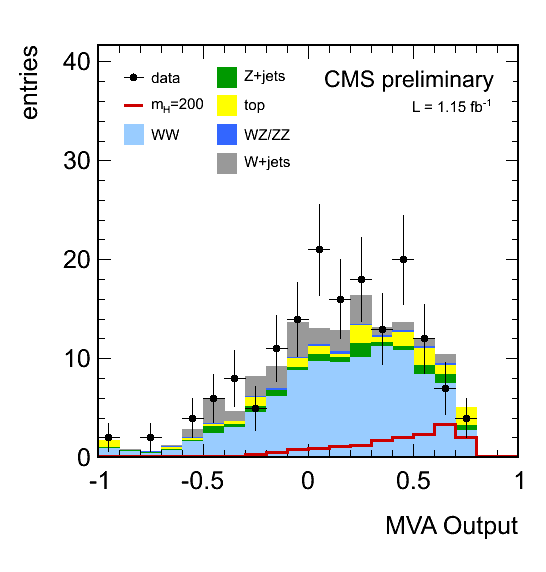 entries
40
30
20
10
0
data
m_H=200
WW
Z+jets
top
WZ/ZZ
W+jets
CMS preliminary
L = 1.15 fb⁻¹
-1 -0.5 0 0.5 1
MVA Output